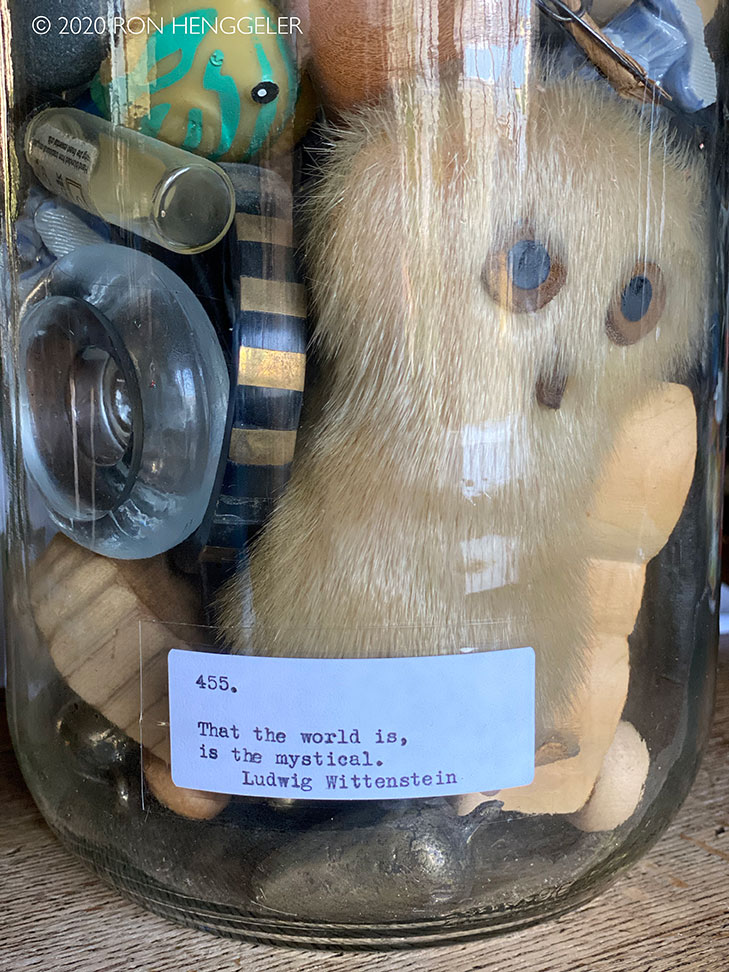 © 2020 RON HENGGELER
455.
That the world is,
is the mystical.
Ludwig Wittenstein